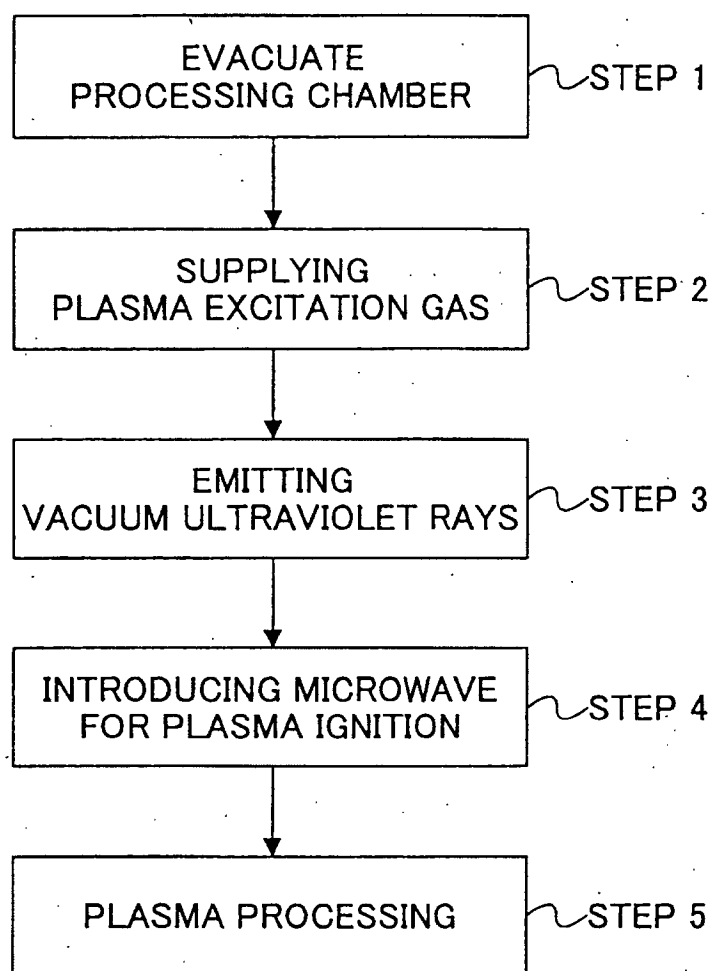 EVACUATE
PROCESSING CHAMBER
STEP 1
SUPPLYING
PLASMA EXCITATION GAS
STEP 2
EMITTING
VACUUM ULTRAVIOLET RAYS
STEP 3
INTRODUCING MICROWAVE
FOR PLASMA IGNITION
STEP 4
PLASMA PROCESSING
STEP 5